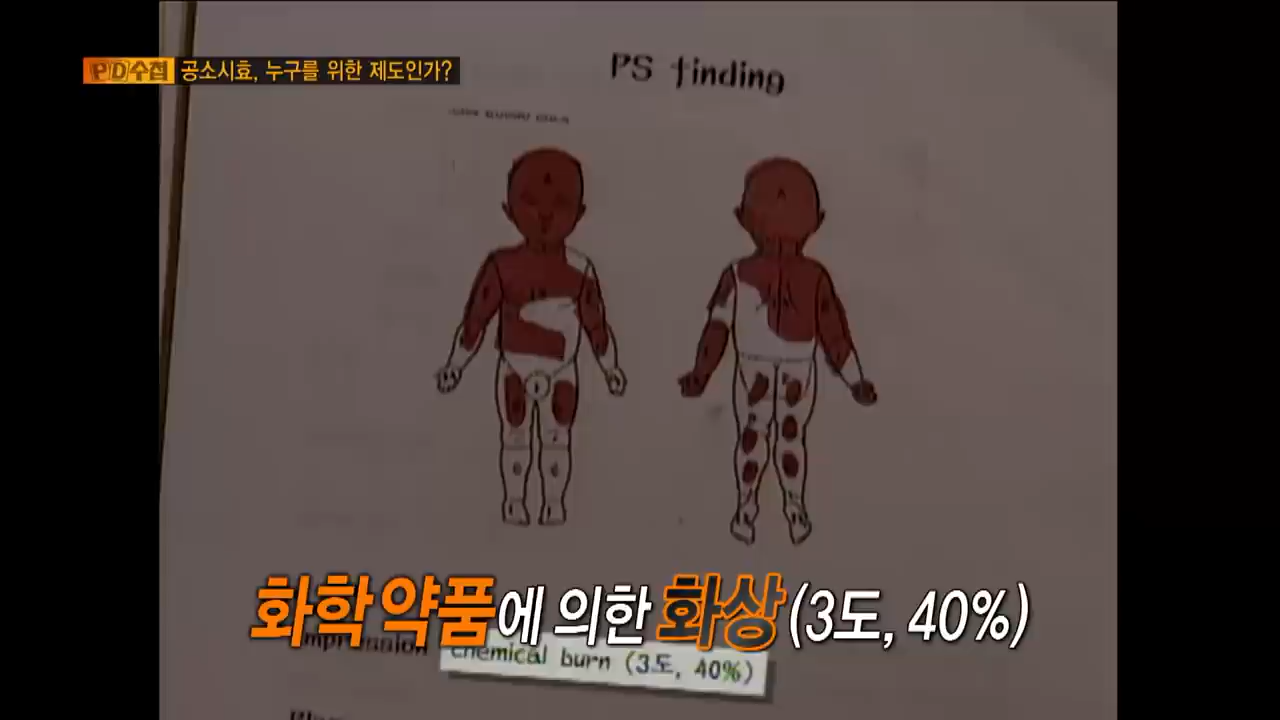 PD수첩 공소시효, 누구를 위한 제도인가?
PS finding
화학약품에 의한 화상(3도, 40%)
Impression
chemical burn (3도, 40%)